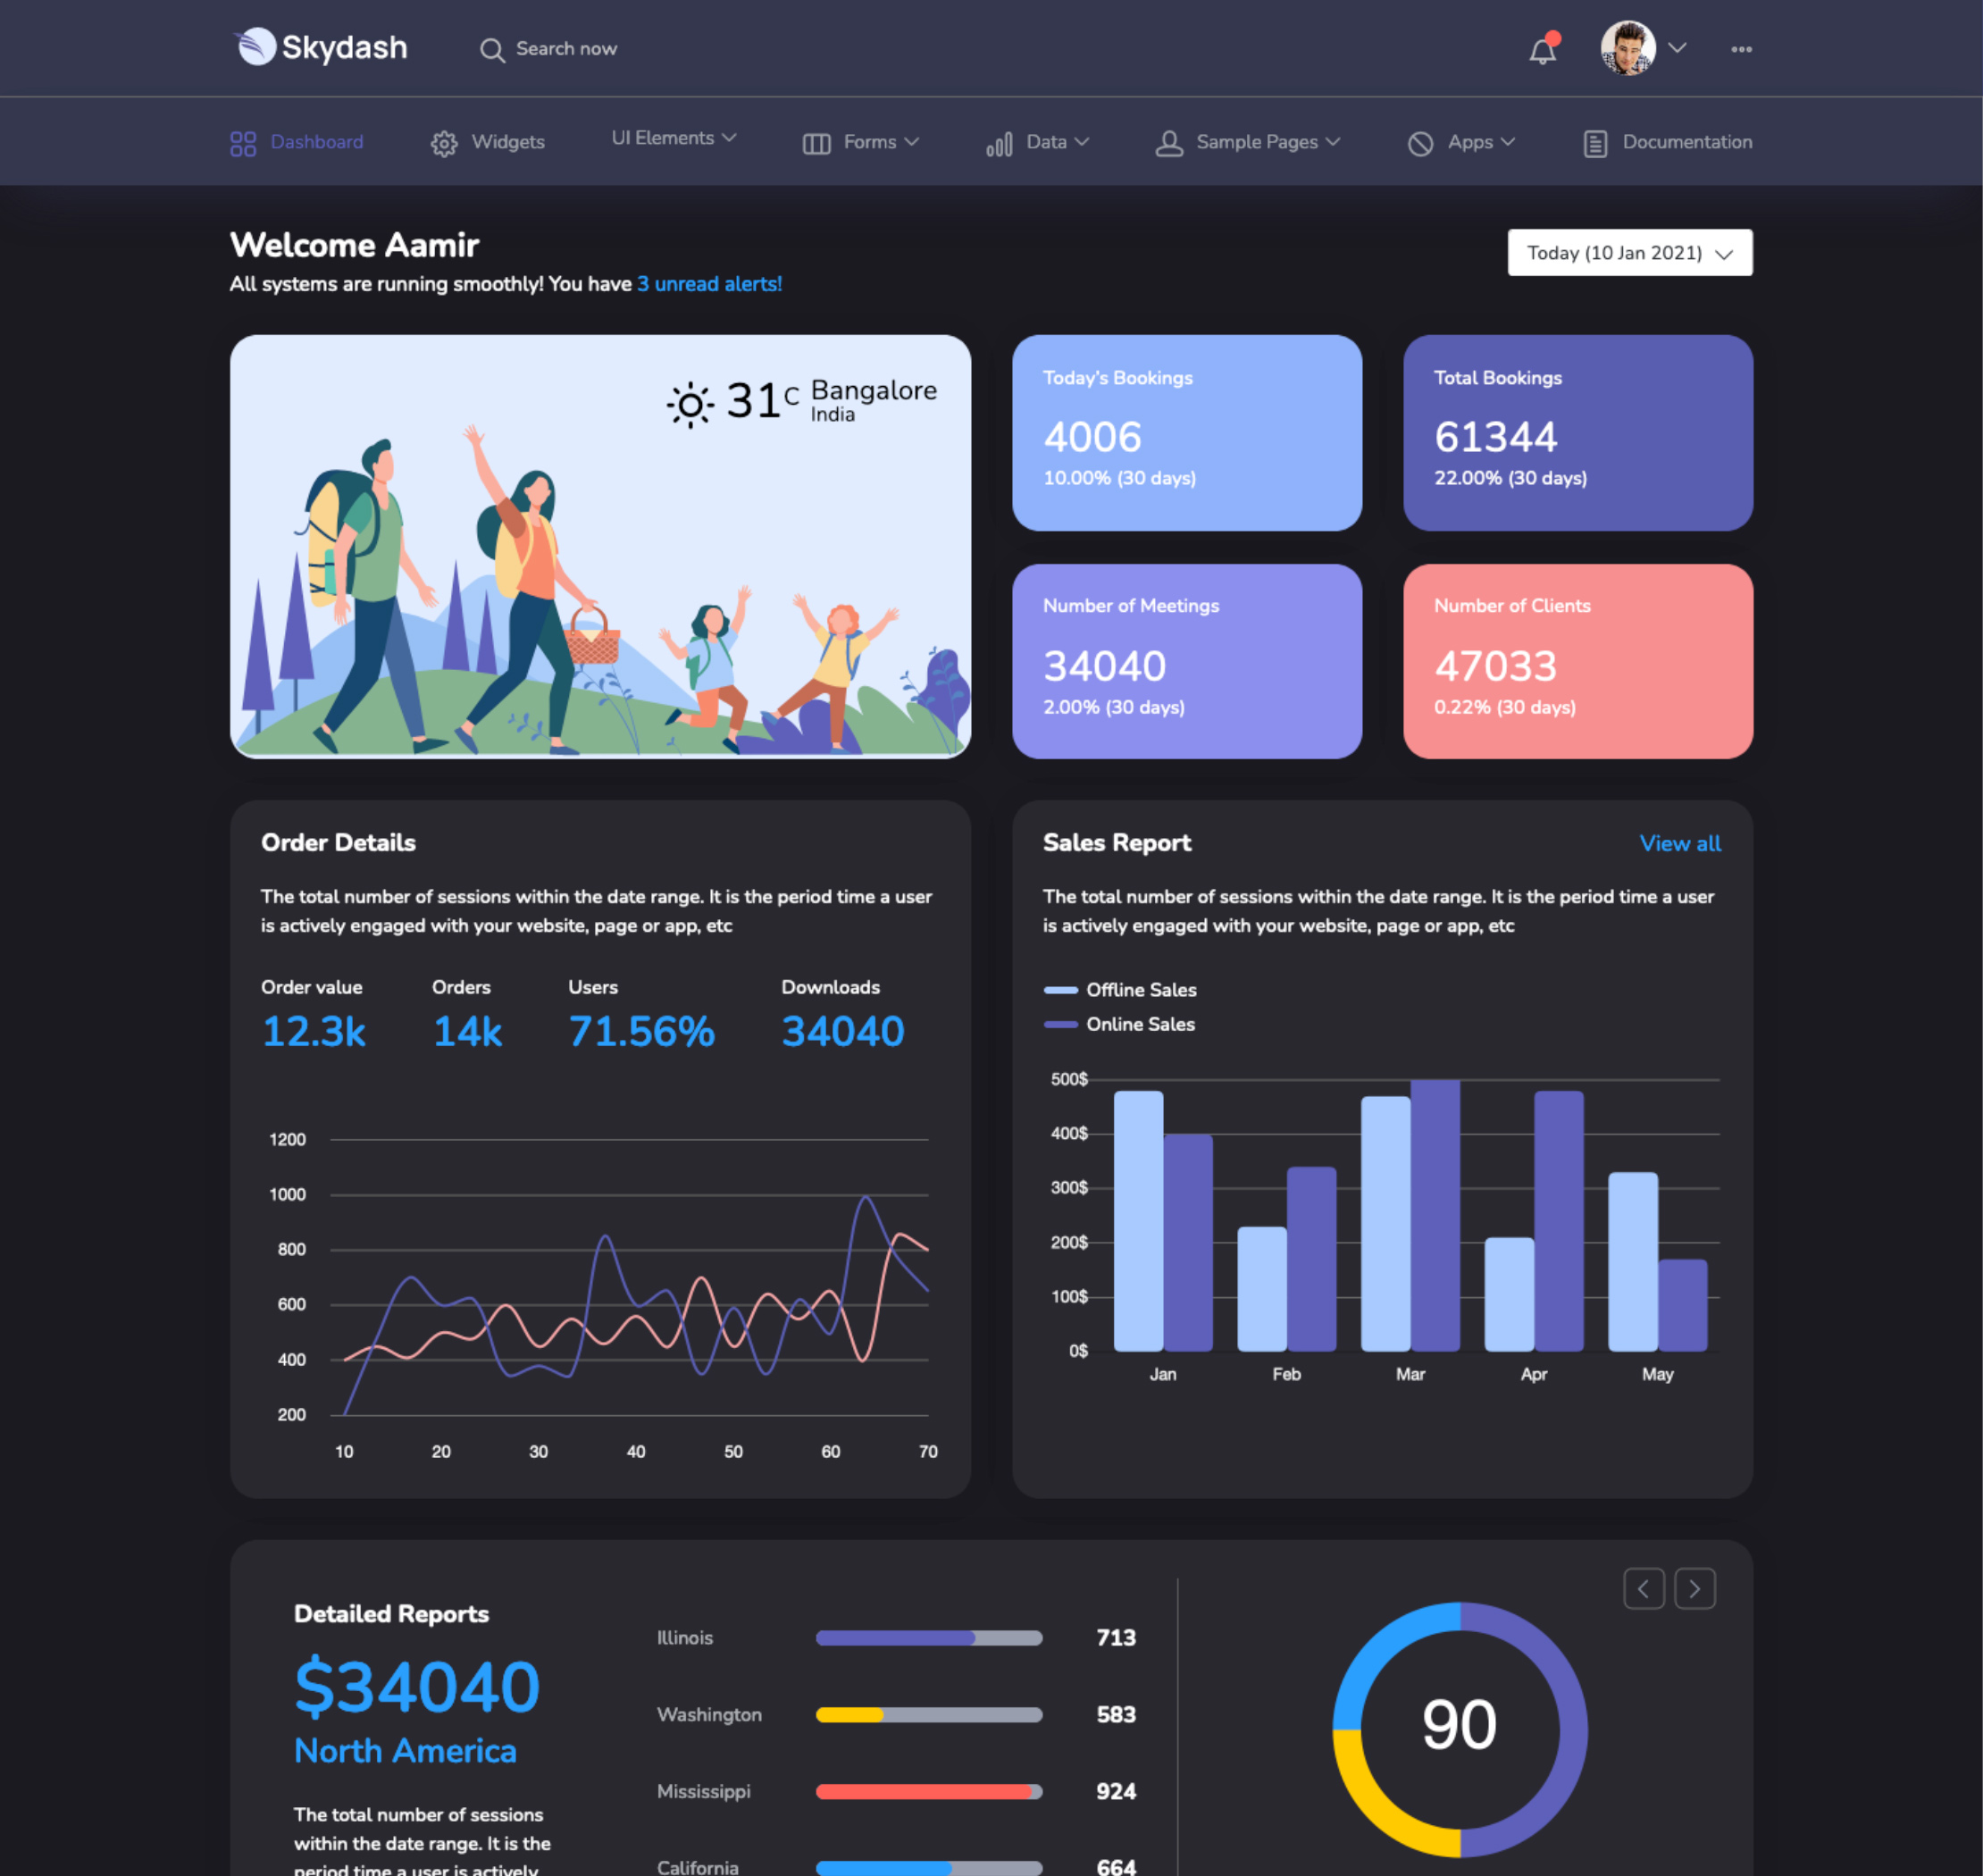 Skydash
Search now
Dashboard
Widgets
UI Elements
Forms
Data
Sample Pages
Apps
Documentation
Welcome Aamir
All systems are running smoothly! You have 3 unread alerts!
Today (10 Jan 2021)
31 C Bangalore
India
Today's Bookings
4006
10.00% (30 days)
Total Bookings
61344
22.00% (30 days)
Number of Meetings
34040
2.00% (30 days)
Number of Clients
47033
0.22% (30 days)
Order Details
The total number of sessions within the date range. It is the period time a user
is actively engaged with your website, page or app, etc
Order value
12.3k
Orders
14k
Users
71.56%
Downloads
34040
1200
1000
800
600
400
200
10 20 30 40 50 60 70
Sales Report
View all
The total number of sessions within the date range. It is the period time a user
is actively engaged with your website, page or app, etc
Offline Sales
Online Sales
500$
400$
300$
200$
100$
0$
Jan Feb Mar Apr May
Detailed Reports
$34040
North America
The total number of sessions
within the date range. It is the
period time a user is actively
Illinois 713
Washington 583
Mississippi 924
California 664
90